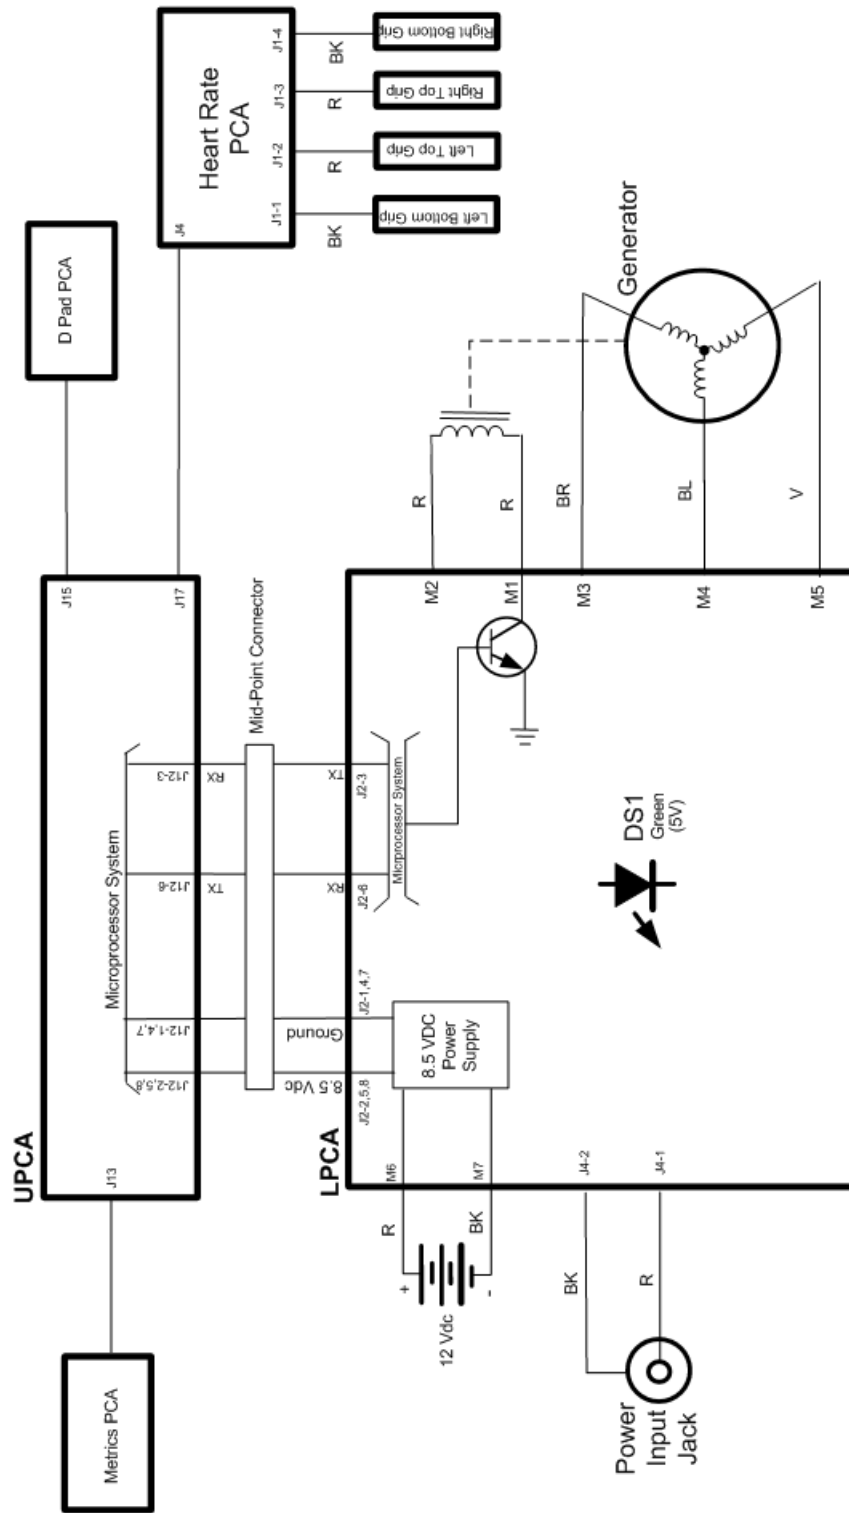 Metrics PCA
UPCA
J13
Microprocessor System
J12-2,5,8
J12-1,4,7
J12-6
J12-3
TX
RX
J15
J17
D Pad PCA
J4
Heart Rate
PCA
J1-1
J1-2
J1-3
J1-4
BK
R
R
BK
Left Bottom Grip
Left Top Grip
Right Top Grip
Right Bottom Grip
Mid-Point Connector
8.5 Vdc
Ground
RX
TX
LPCA
J2-2,5,8
J2-1,4,7
J2-6
J2-3
Micrprocessor System
8.5 VDC
Power
Supply
M6
M7
R
BK
+
-
12 Vdc
J4-2
J4-1
BK
R
Power
Input
Jack
DS1
Green
(5V)
M2
M1
M3
M4
M5
R
R
BR
BL
V
Generator